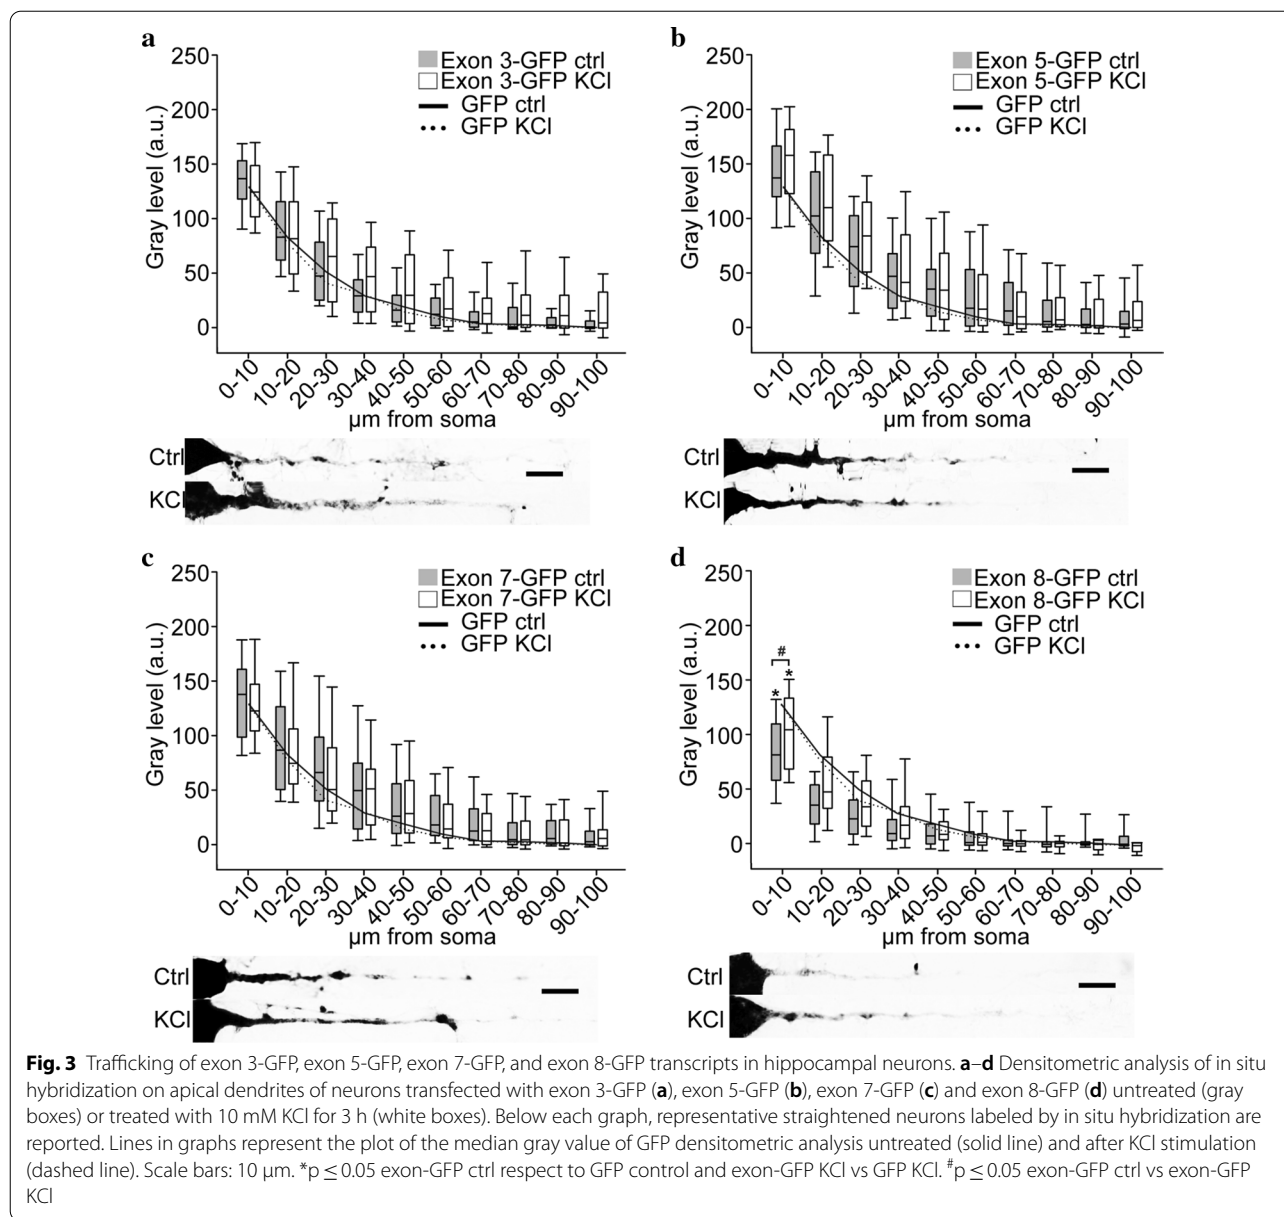 a
250
200
150
100
50
0
Gray level (a.u.)
Exon 3-GFP ctrl
Exon 3-GFP KCl
GFP ctrl
GFP KCl
0-10
10-20
20-30
30-40
40-50
50-60
60-70
70-80
80-90
90-100
µm from soma
Ctrl
KCl
b
250
200
150
100
50
0
Gray level (a.u.)
Exon 5-GFP ctrl
Exon 5-GFP KCl
GFP ctrl
GFP KCl
0-10
10-20
20-30
30-40
40-50
50-60
60-70
70-80
80-90
90-100
µm from soma
Ctrl
KCl
c
250
200
150
100
50
0
Gray level (a.u.)
Exon 7-GFP ctrl
Exon 7-GFP KCl
GFP ctrl
GFP KCl
0-10
10-20
20-30
30-40
40-50
50-60
60-70
70-80
80-90
90-100
µm from soma
Ctrl
KCl
d
250
200
150
100
50
0
Gray level (a.u.)
Exon 8-GFP ctrl
Exon 8-GFP KCl
GFP ctrl
GFP KCl
#
*
*
0-10
10-20
20-30
30-40
40-50
50-60
60-70
70-80
80-90
90-100
µm from soma
Ctrl
KCl
Fig. 3 Trafficking of exon 3-GFP, exon 5-GFP, exon 7-GFP, and exon 8-GFP transcripts in hippocampal neurons. a–d Densitometric analysis of in situ
hybridization on apical dendrites of neurons transfected with exon 3-GFP (a), exon 5-GFP (b), exon 7-GFP (c) and exon 8-GFP (d) untreated (gray
boxes) or treated with 10 mM KCl for 3 h (white boxes). Below each graph, representative straightened neurons labeled by in situ hybridization are
reported. Lines in graphs represent the plot of the median gray value of GFP densitometric analysis untreated (solid line) and after KCl stimulation
(dashed line). Scale bars: 10 µm. *p ≤ 0.05 exon-GFP ctrl respect to GFP control and exon-GFP KCl vs GFP KCl. #p ≤ 0.05 exon-GFP ctrl vs exon-GFP
KCl